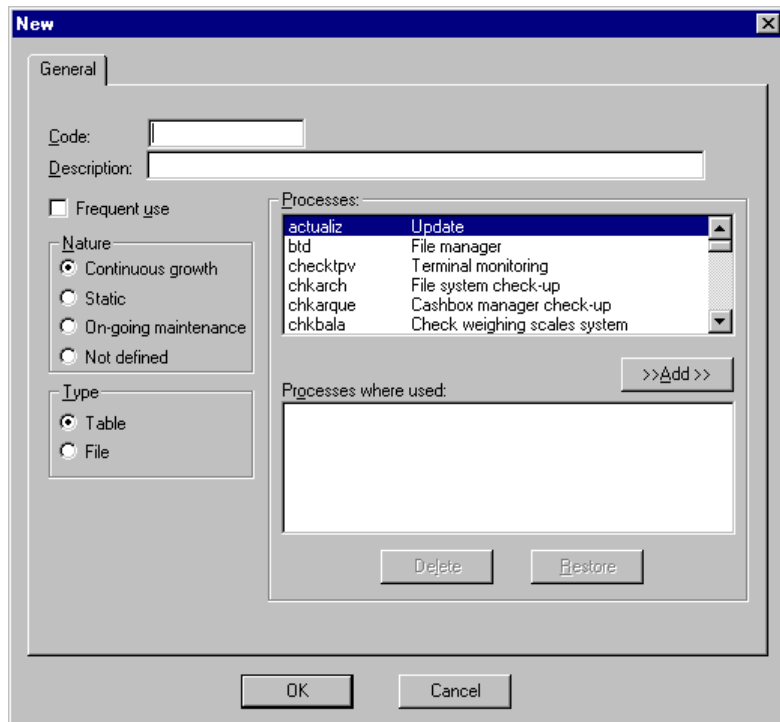 New
General
Code:
Description:
Frequent use
Nature
Continuous growth
Static
On-going maintenance
Not defined
Type
Table
File
Processes:
actualiz Update
btd File manager
checktpv Terminal monitoring
chkarch File system check-up
chkarque Cashbox manager check-up
chkbala Check weighing scales system
>>Add >>
Processes where used:
Delete Restore
OK Cancel